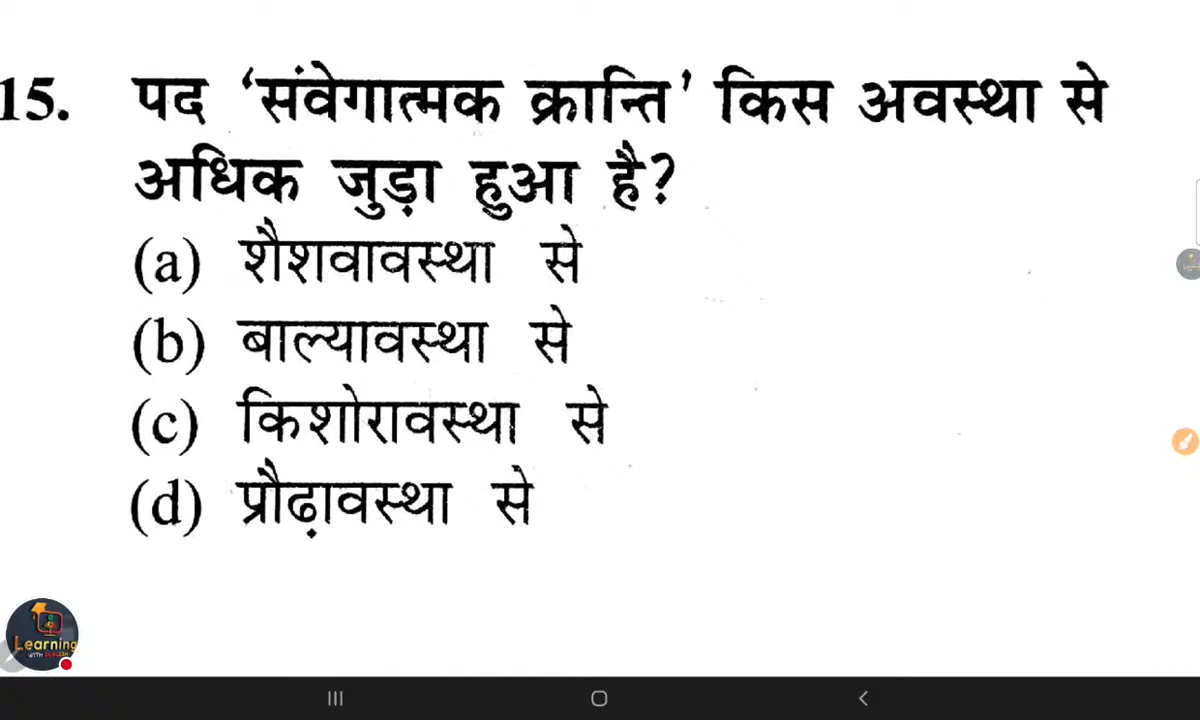 15. पद ‘संवेगात्मक क्रान्ति’ किस अवस्था से
अधिक जुड़ा हुआ है?
(a) शैशवावस्था से
(b) बाल्यावस्था से
(c) किशोरावस्था से
(d) प्रौढ़ावस्था से
Learning